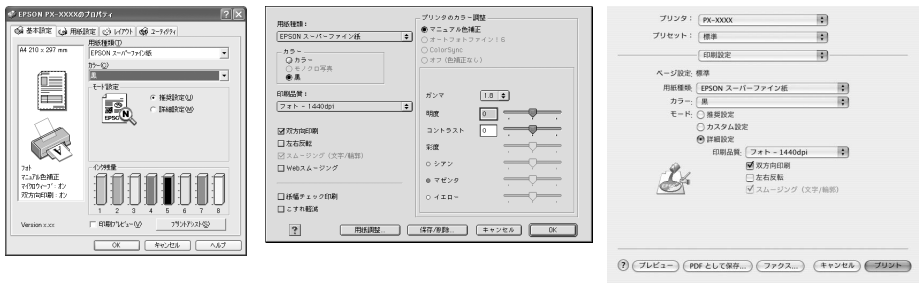 EPSON PX-XXXXのプロパティ
基本設定 用紙設定 レイアウト ユーティリティ
A4 210 x 297 mm
用紙種類(T)
EPSON スーパーファイン紙
カラー(C)
黒
モード設定
推奨設定(U)
詳細設定(M)
EPSON
フォト
マニュアル色補正
マイクロウィーブ：オン
双方向印刷：オン
インク残量
1 2 3 4 5 6 7 8
Version x.xx
印刷プレビュー(V)
プリントアシスト(S)
OK キャンセル ヘルプ
用紙種類：
EPSON スーパーファイン紙
カラー
カラー
モノクロ写真
黒
印刷品質：
フォト - 1440dpi
双方向印刷
左右反転
スムージング（文字/輪郭）
Webスムージング
紙幅チェック印刷
こすれ軽減
プリンタのカラー調整
マニュアル色補正
オートフォトファイン！6
ColorSync
オフ（色補正なし）
ガンマ 1.8
明度 0
コントラスト 0
彩度
シアン
マゼンタ
イエロー
? 用紙調整... 保存/削除... キャンセル OK
プリンタ： PX-XXXX
プリセット： 標準
印刷設定
ページ設定: 標準
用紙種類: EPSON スーパーファイン紙
カラー: 黒
モード: 推奨設定
カスタム設定
詳細設定
印刷品質: フォト - 1440dpi
双方向印刷
左右反転
スムージング（文字/輪郭）
? プレビュー PDF として保存... ファクス... キャンセル プリント